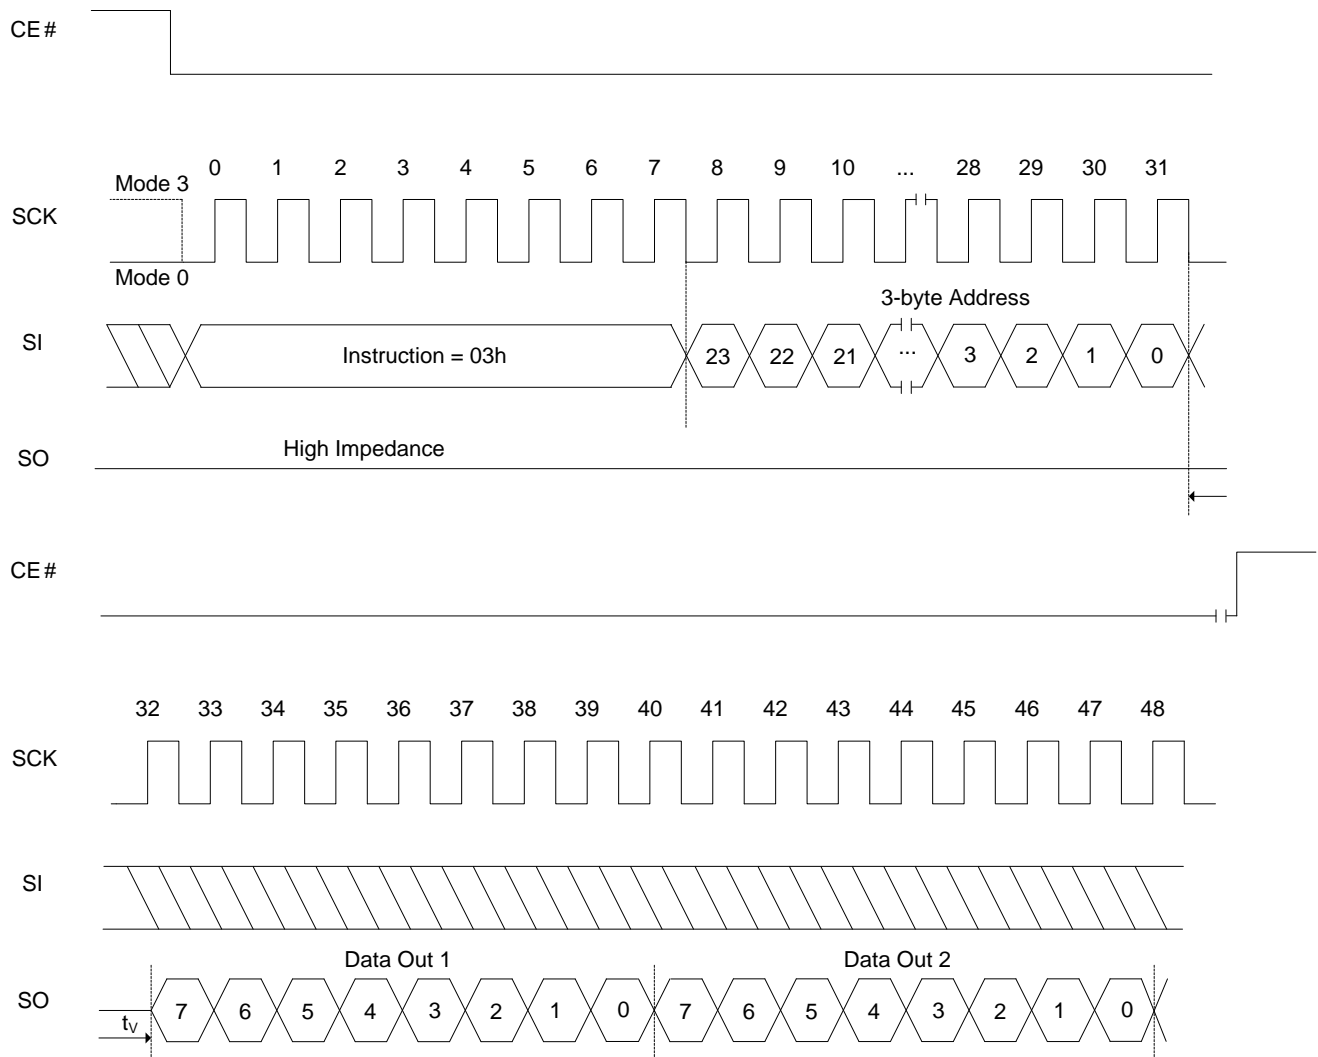 CE#
0 1 2 3 4 5 6 7 8 9 10 ... 28 29 30 31
Mode 3
SCK
Mode 0
3-byte Address
SI
Instruction = 03h
23 22 21 ... 3 2 1 0
High Impedance
SO
CE#
32 33 34 35 36 37 38 39 40 41 42 43 44 45 46 47 48
SCK
SI
Data Out 1 Data Out 2
SO
7 6 5 4 3 2 1 0 7 6 5 4 3 2 1 0
tV